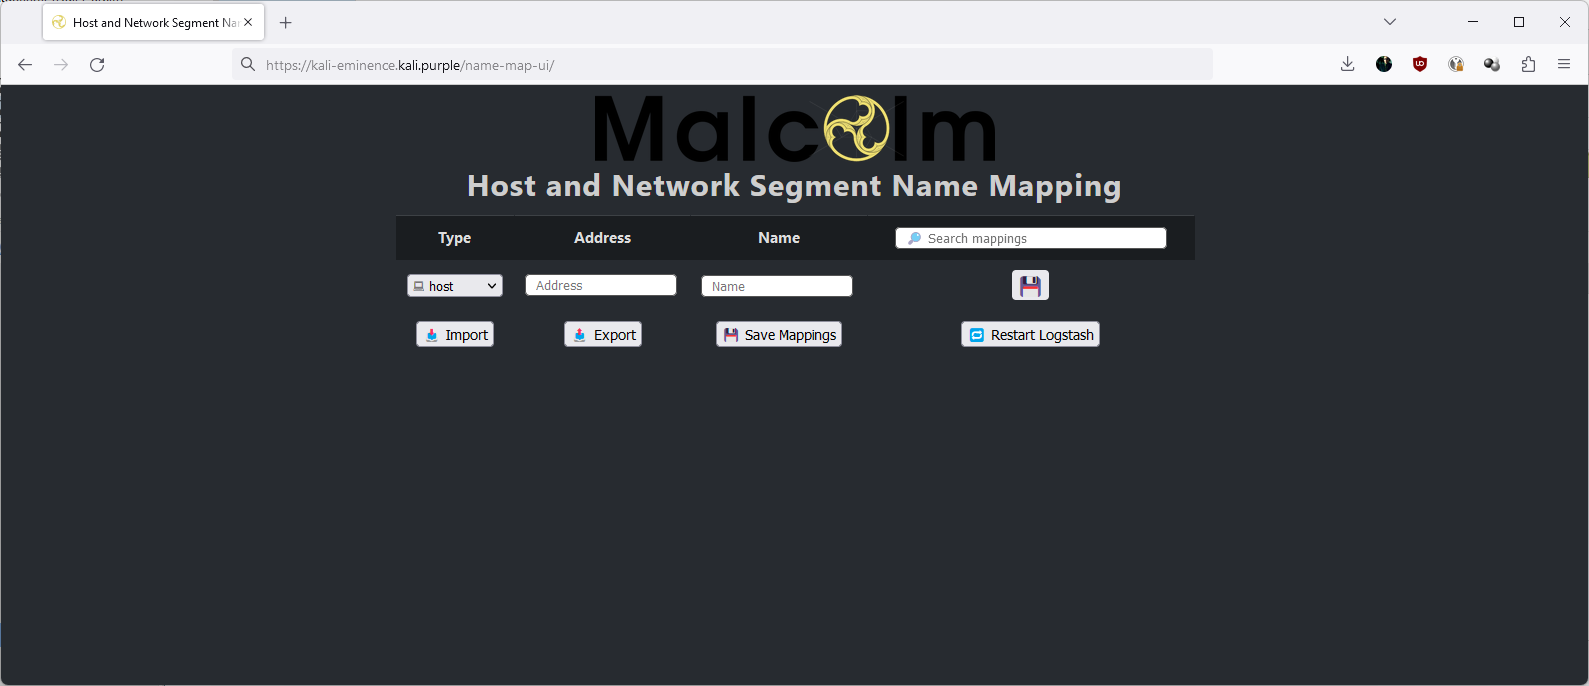 Host and Network Segment Na
https://kali-eminence.kali.purple/name-map-ui/
Malcolm
Host and Network Segment Name Mapping
Type Address Name Search mappings
host Address Name
Import Export Save Mappings Restart Logstash